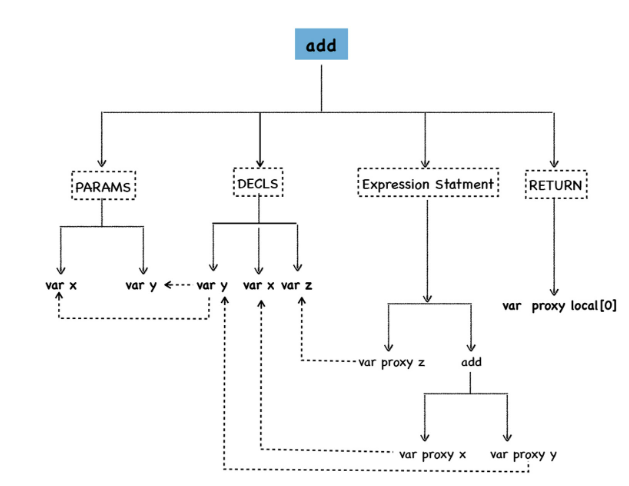 add
PARAMS
DECLS
Expression Statment
RETURN
var x
var y
var y
var x
var z
var proxy local[0]
var proxy z
add
var proxy x
var proxy y